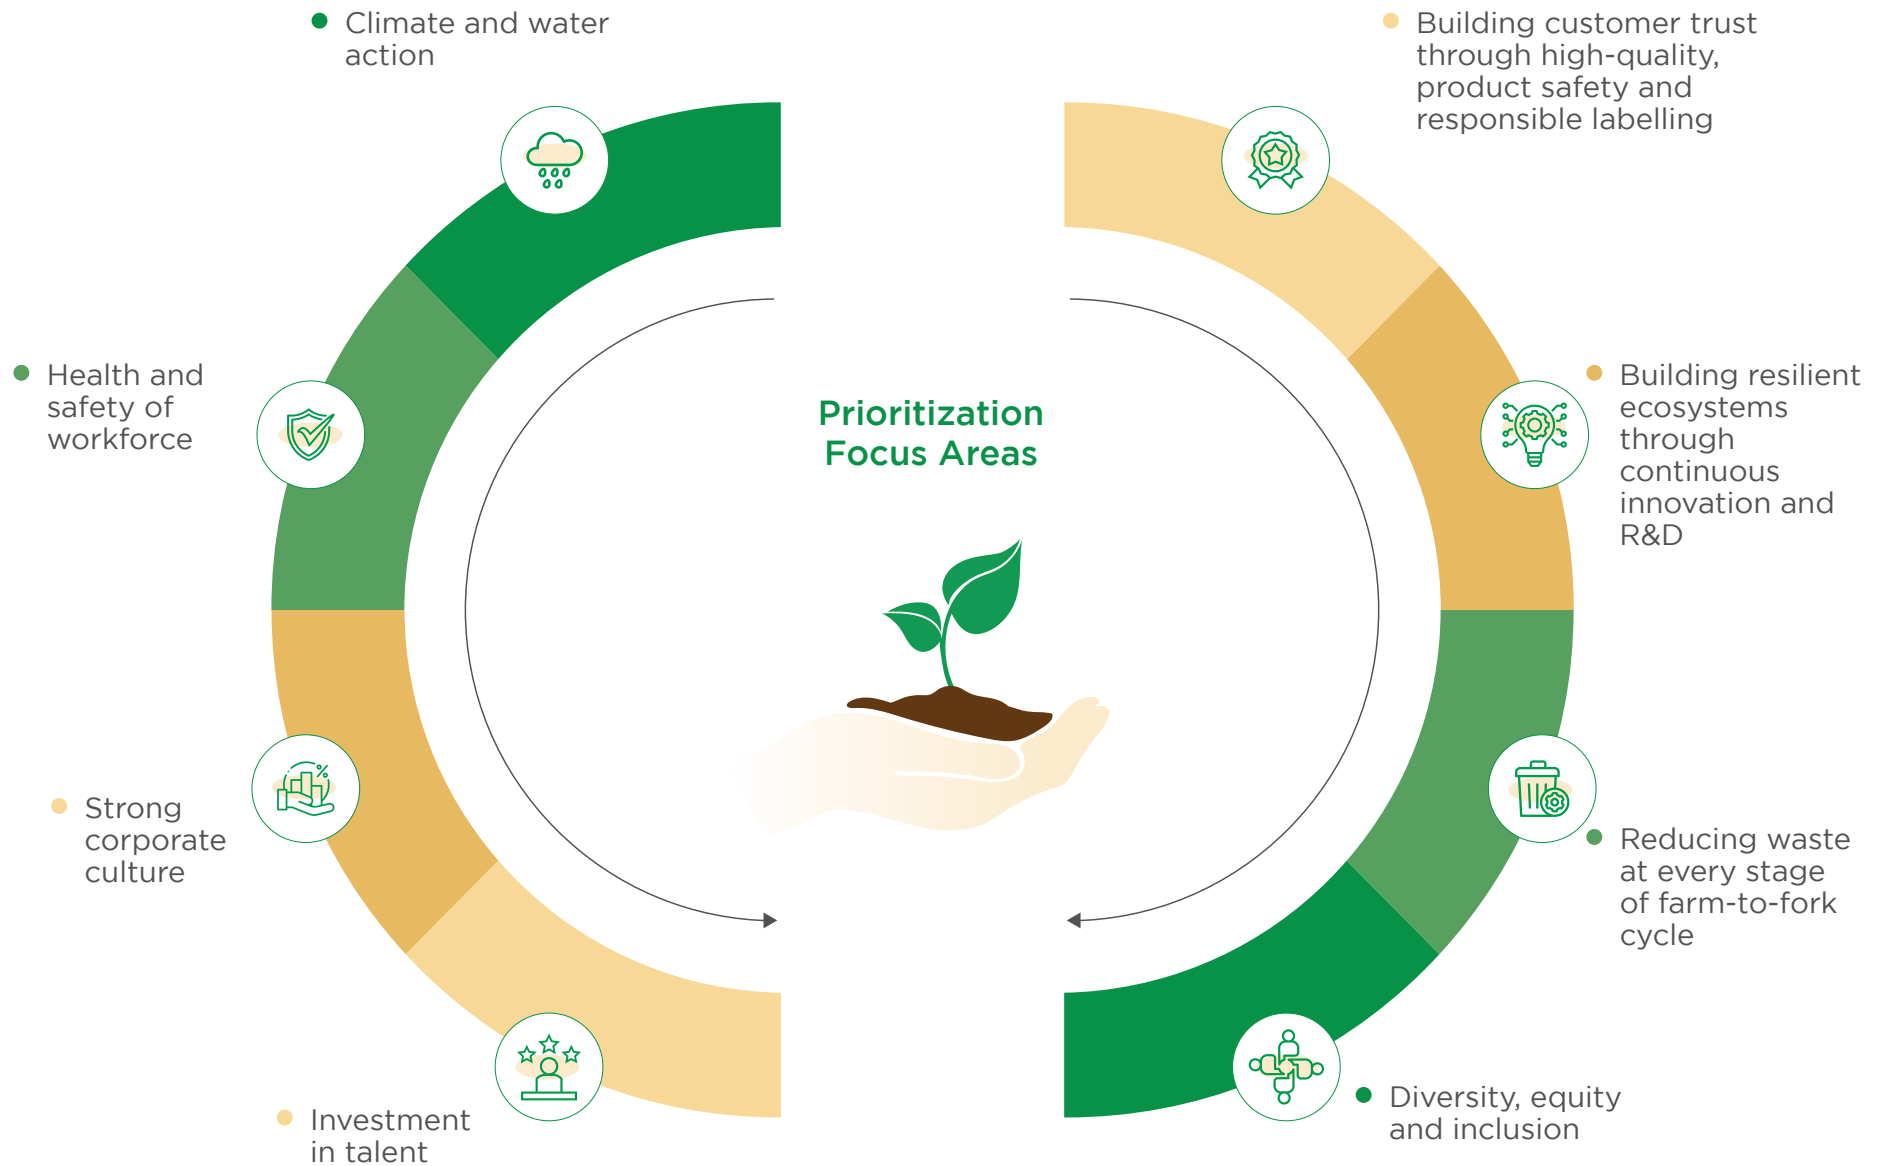 Climate and water
action
Building customer trust
through high-quality,
product safety and
responsible labelling
Health and
safety of
workforce
Prioritization
Focus Areas
Building resilient
ecosystems
through
continuous
innovation and
R&D
Strong
corporate
culture
%
Reducing waste
at every stage
of farm-to-fork
cycle
Investment
in talent
Diversity, equity
and inclusion